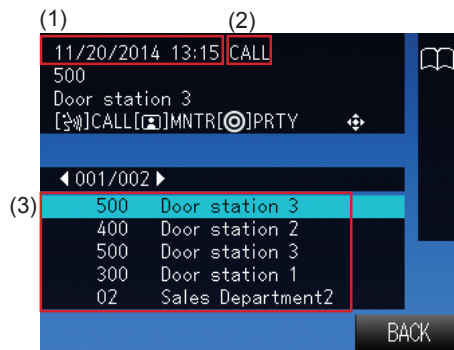 (1)
(2)
11/20/2014 13:15 CALL
500
Door station 3
[]CALL[]MNTR[]PRTY
001/002
(3)
500 Door station 3
400 Door station 2
500 Door station 3
300 Door station 1
02 Sales Department2
BACK